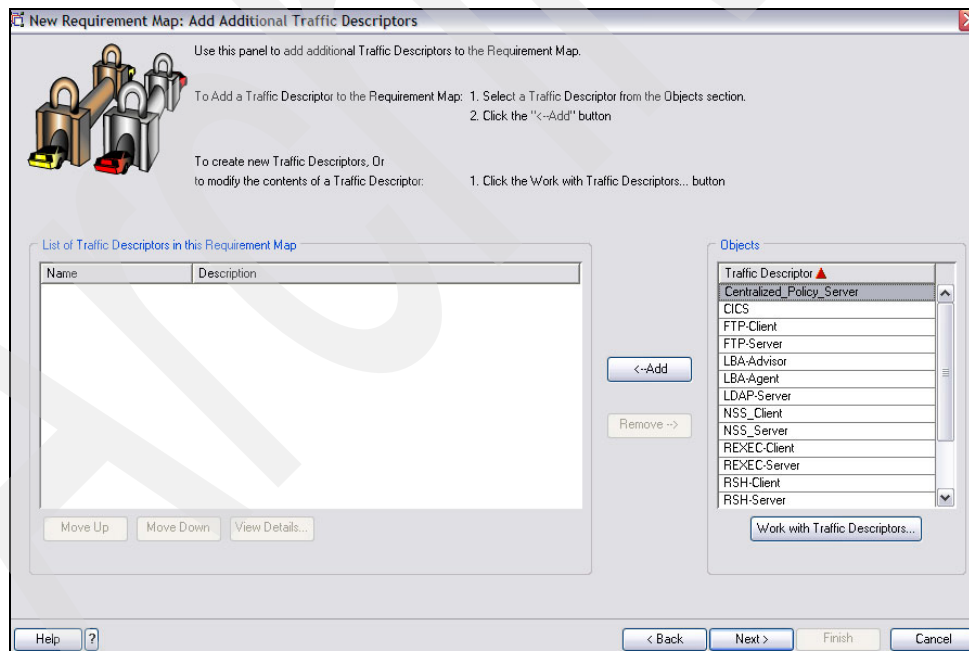 New Requirement Map: Add Additional Traffic Descriptors
Use this panel to add additional Traffic Descriptors to the Requirement Map.
To Add a Traffic Descriptor to the Requirement Map: 1. Select a Traffic Descriptor from the Objects section.
2. Click the "<--Add" button
To create new Traffic Descriptors, Or
to modify the contents of a Traffic Descriptor: 1. Click the Work with Traffic Descriptors... button
List of Traffic Descriptors in this Requirement Map
Name Description
Objects
Traffic Descriptor
Centralized_Policy_Server
CICS
FTP-Client
FTP-Server
LBA-Advisor
LBA-Agent
LDAP-Server
NSS_Client
NSS_Server
REXEC-Client
REXEC-Server
RSH-Client
RSH-Server
<--Add
Remove -->
Move Up Move Down View Details...
Work with Traffic Descriptors...
Help ? < Back Next > Finish Cancel